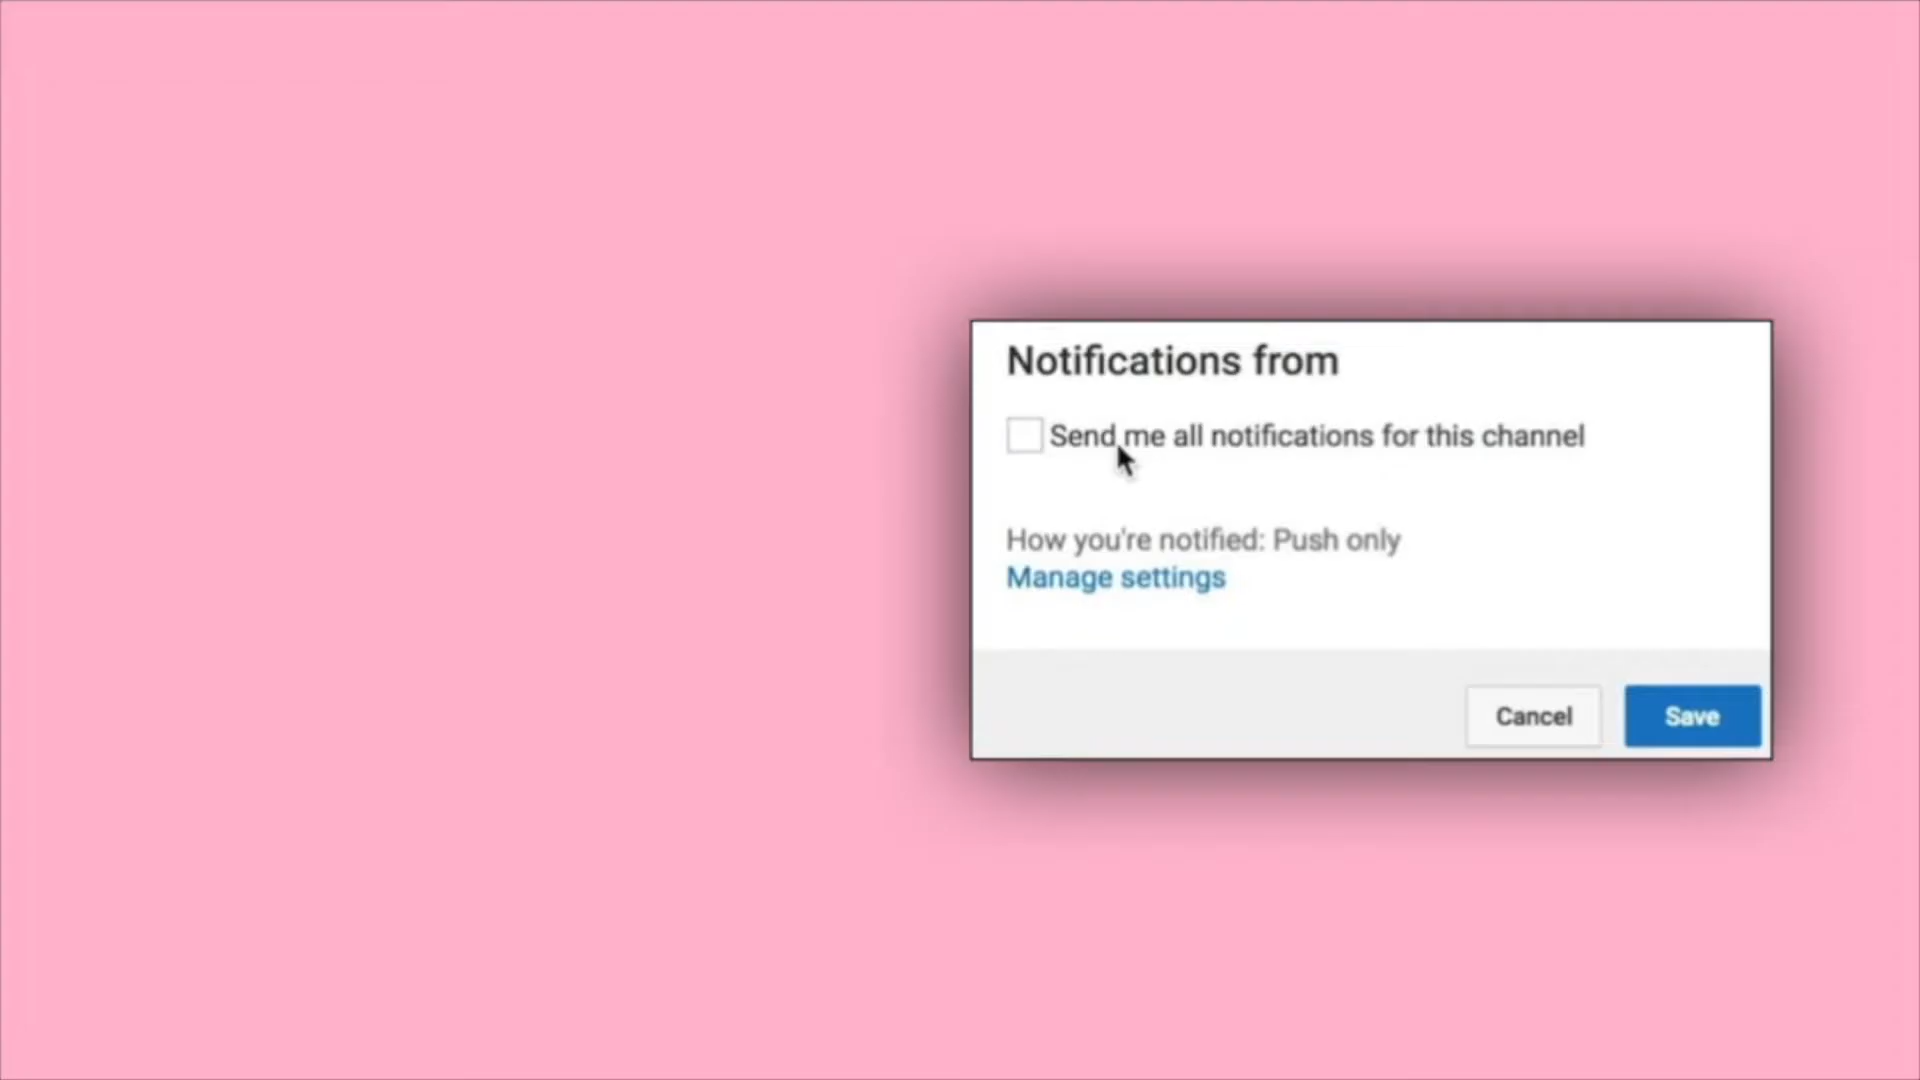 Notifications from
Send me all notifications for this channel
How you're notified: Push only
Manage settings
Cancel Save